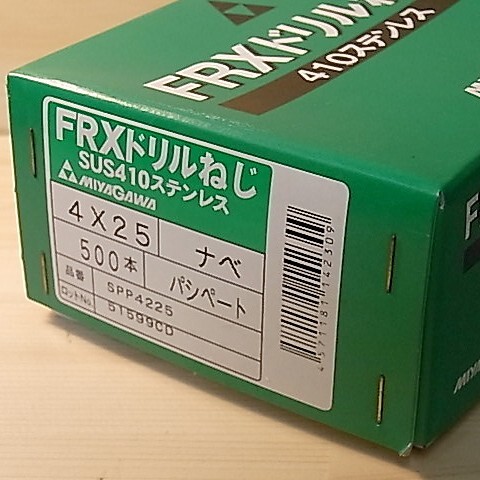 FRXドリルねじ
410ステンレス
FRXドリルねじ
SUS410ステンレス
MIYAGAWA
4×25 ナベ
500本 パシペート
品番 SPP4225
ロットNo. 51599CD
4571181142309